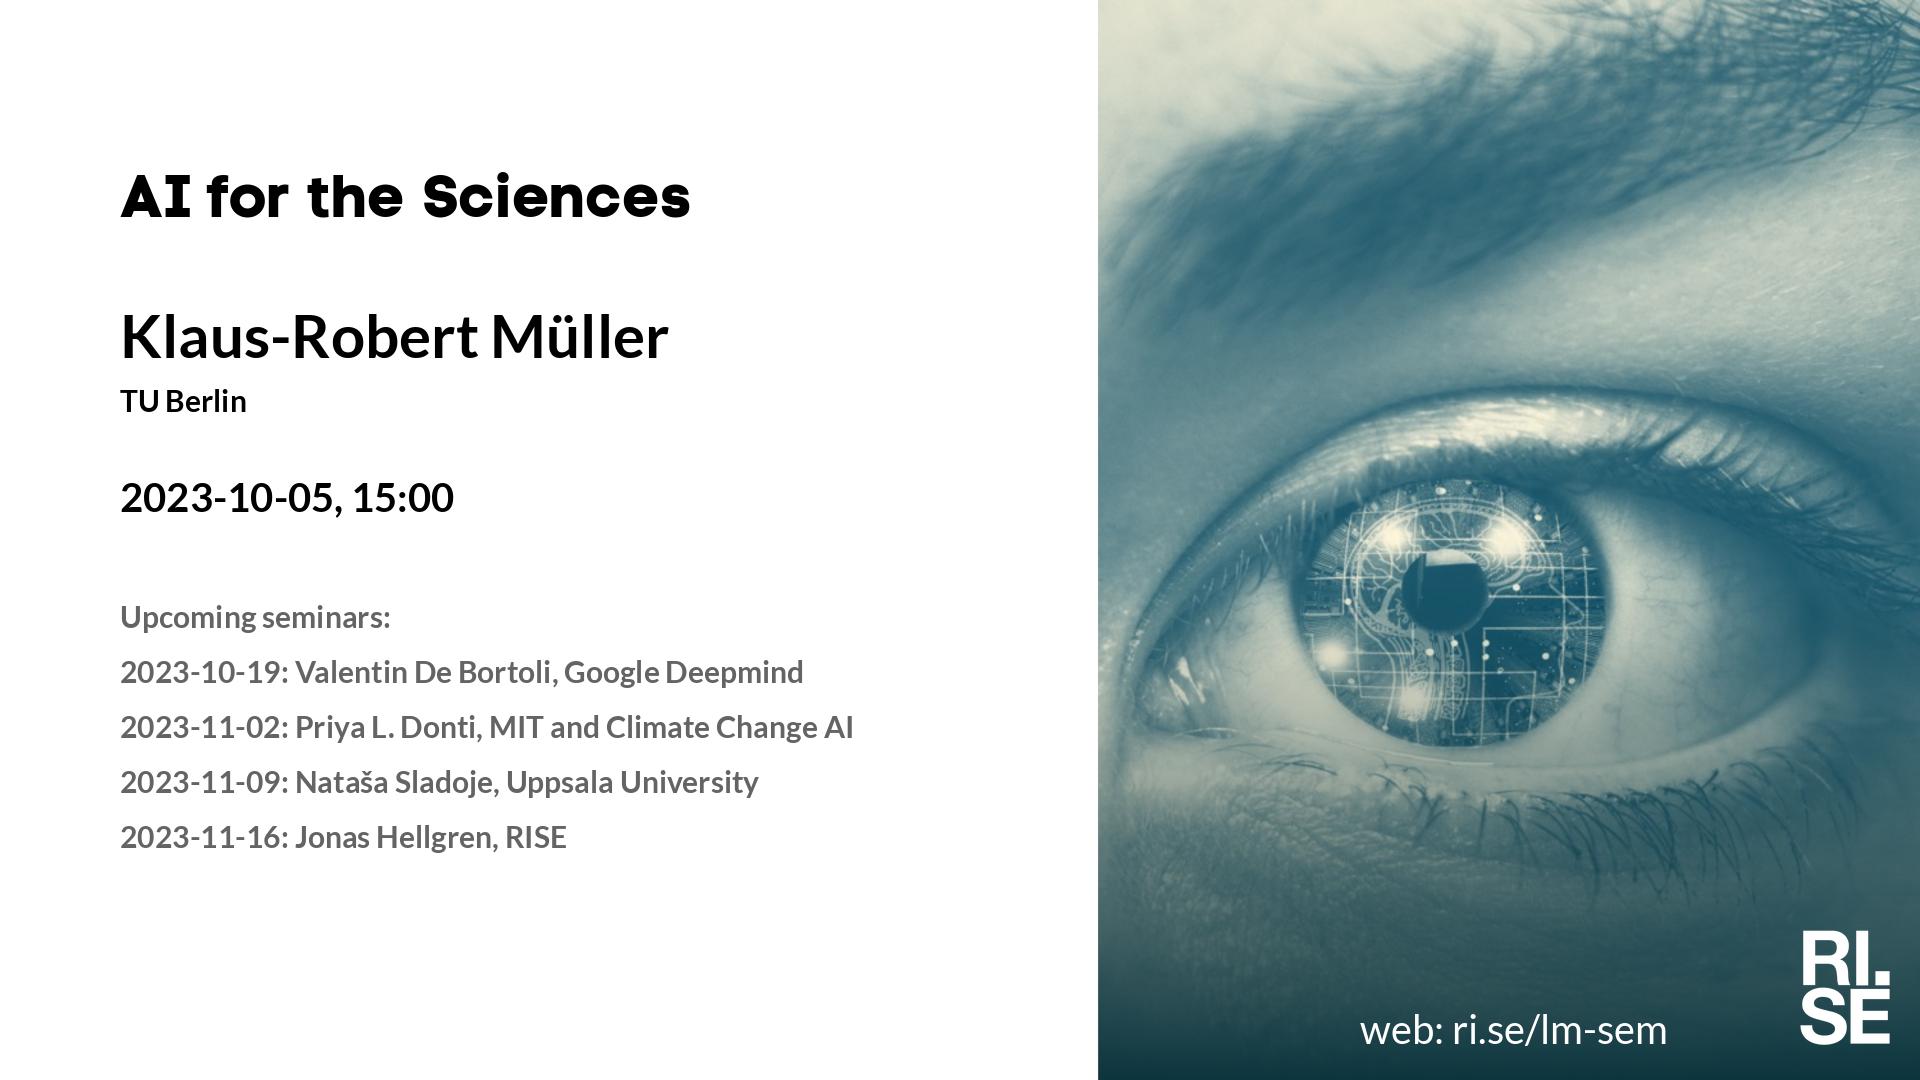 AI for the Sciences
Klaus-Robert Müller
TU Berlin
2023-10-05, 15:00
Upcoming seminars:
2023-10-19: Valentin De Bortoli, Google Deepmind
2023-11-02: Priya L. Donti, MIT and Climate Change AI
2023-11-09: Nataša Sladoje, Uppsala University
2023-11-16: Jonas Hellgren, RISE
web: ri.se/lm-sem
RI.
SE